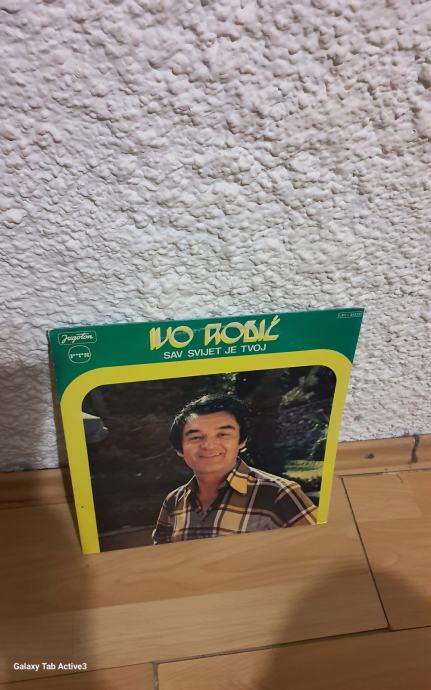 Jugoton
IVO ROBIĆ
SAV SVIJET JE TVOJ
Galaxy Tab Active3